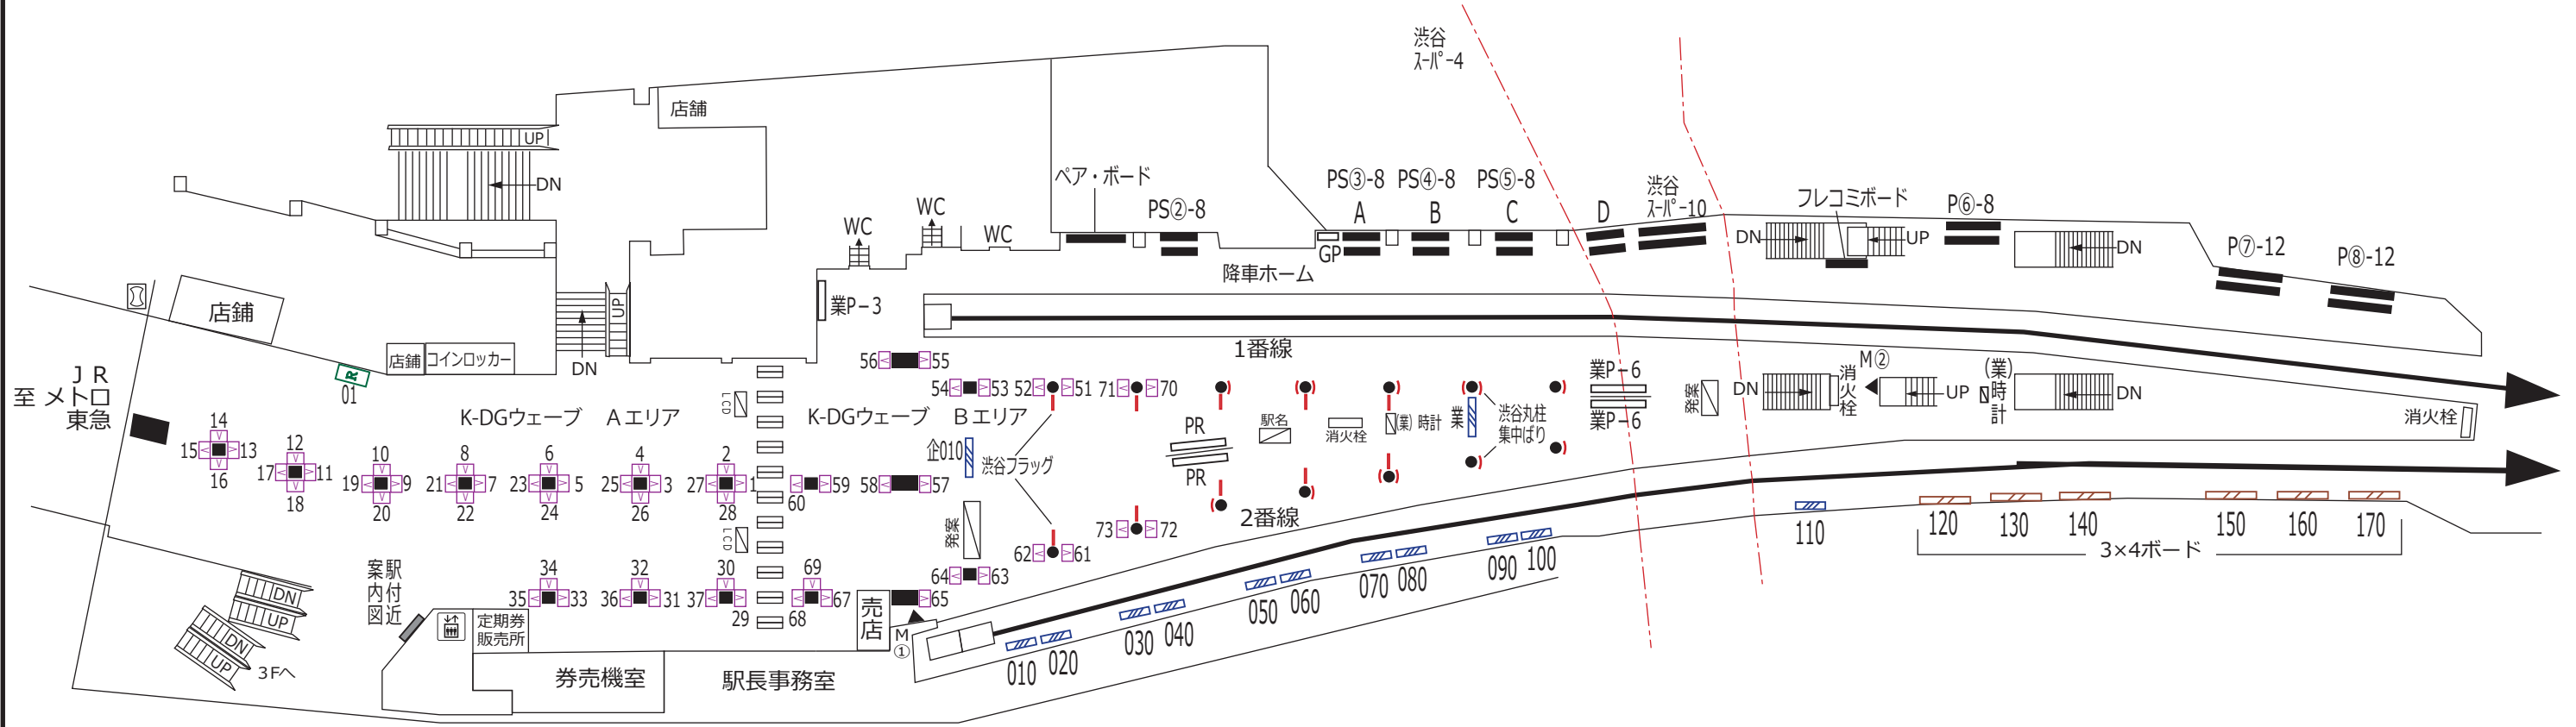 渋谷
ｽｰﾊﾟｰ4
店舗
UP
DN
ペア・ボード
PS②-8
PS③-8
PS④-8
PS⑤-8
A
B
C
D
渋谷
ｽｰﾊﾟｰ10
フレコミボード
P⑥-8
WC
WC
WC
GP
降車ホーム
DN
UP
DN
P⑦-12
P⑧-12
店舗
UP
DN
業P−3
店舗
コインロッカー
01
R
JR
至 メトロ
東急
56
55
54
53
52
51
71
70
1番線
業P−6
業P−6
発案
DN
消火栓
M②
UP
(業)時計
DN
消火栓
LCD
K-DGウェーブ
Aエリア
K-DGウェーブ
Bエリア
企010
渋谷フラッグ
PR
PR
駅名
消火栓
(業) 時計
業
渋谷丸柱
集中ばり
14
15
13
16
12
17
11
18
10
19
9
20
8
21
7
22
6
23
5
24
4
25
3
26
2
27
1
28
60
59
58
57
LCD
発案
73
72
62
61
2番線
64
63
65
34
35
33
32
36
31
30
37
29
69
67
68
売店
M
①
駅付近
案内図
定期券
販売所
券売機室
駅長事務室
DN
UP
DN
UP
3Fへ
010
020
030
040
050
060
070
080
090
100
110
120
130
140
150
160
170
3×4ボード